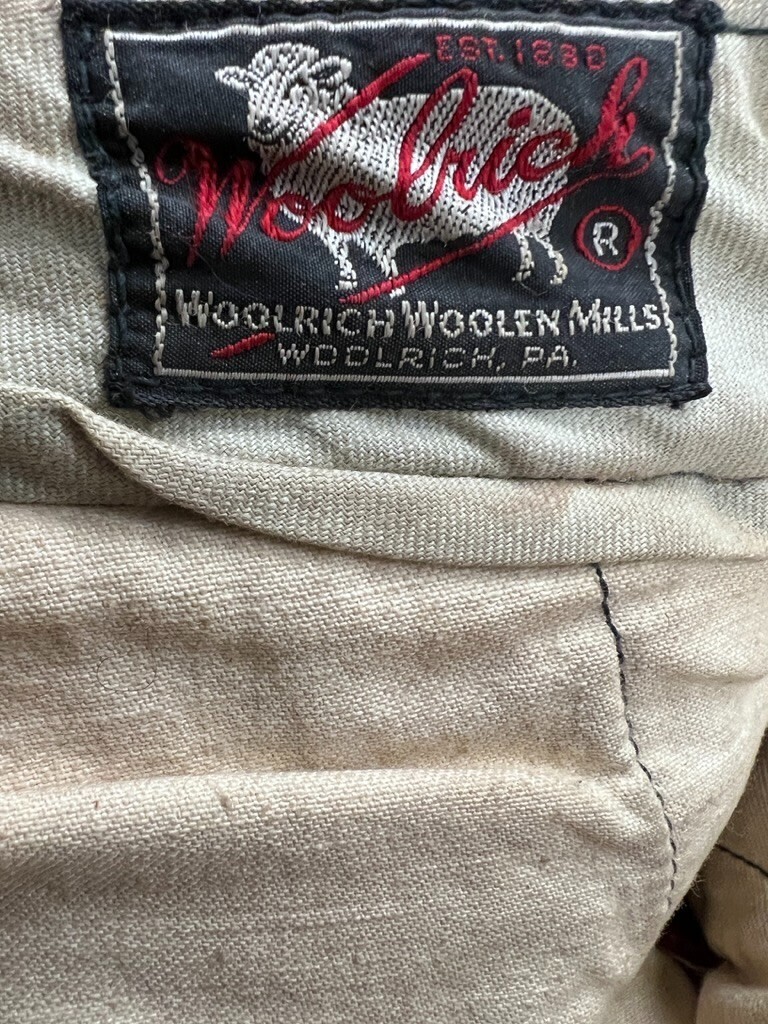 EST. 1830
Woolrich
R
WOOLRICH WOOLEN MILLS
WOOLRICH, PA.